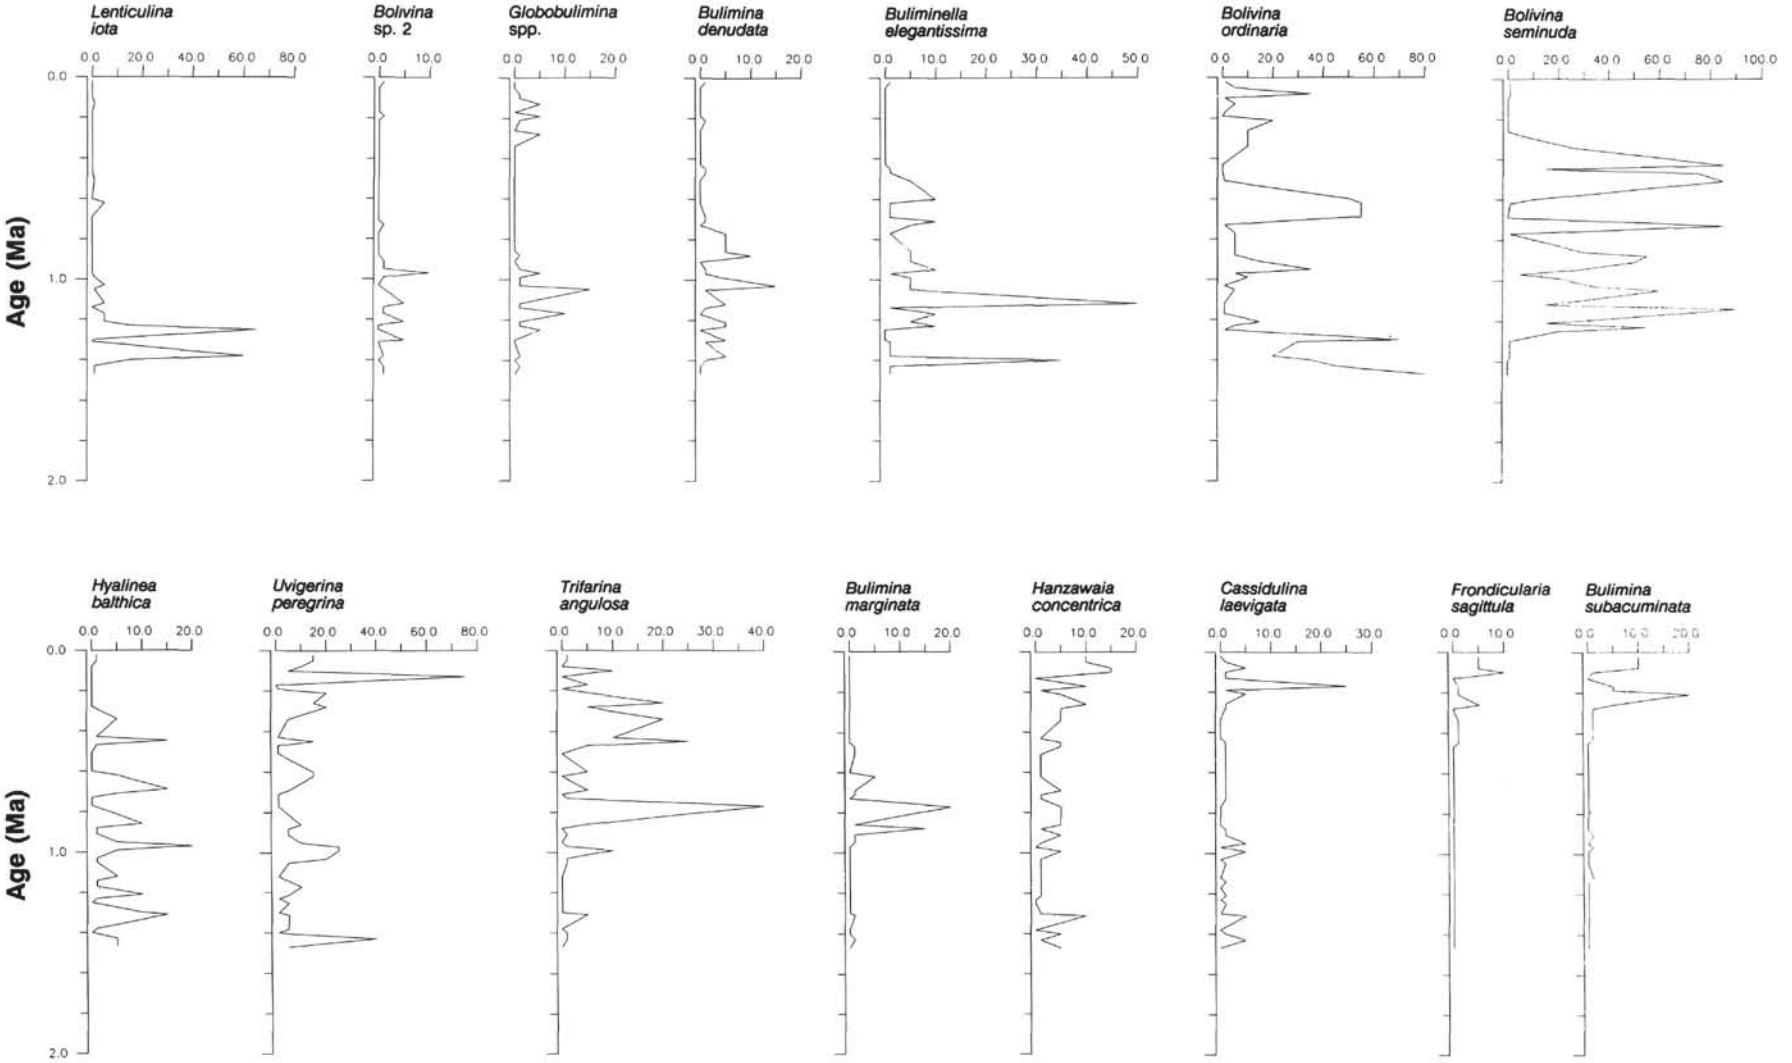 Lenticulina iota
Bolivina sp. 2
Globobulimina spp.
Bulimina denudata
Buliminella elegantissima
Bolivina ordinaria
Bolivina seminuda
0.0 20.0 40.0 60.0 80.0
0.0 10.0
0.0 10.0 20.0
0.0 10.0 20.0
0.0 10.0 20.0 30.0 40.0 50.0
0.0 20.0 40.0 60.0 80.0
0.0 20.0 40.0 60.0 80.0 100.0
0.0
1.0
2.0
Age (Ma)
Hyalinea balthica
Uvigerina peregrina
Trifarina angulosa
Bulimina marginata
Hanzawaia concentrica
Cassidulina laevigata
Frondicularia sagittula
Bulimina subacuminata
0.0 10.0 20.0
0.0 20.0 40.0 60.0 80.0
0.0 10.0 20.0 30.0 40.0
0.0 10.0 20.0
0.0 10.0 20.0
0.0 10.0 20.0 30.0
0.0 10.0
0.0 10.0 20.0
0.0
1.0
2.0
Age (Ma)